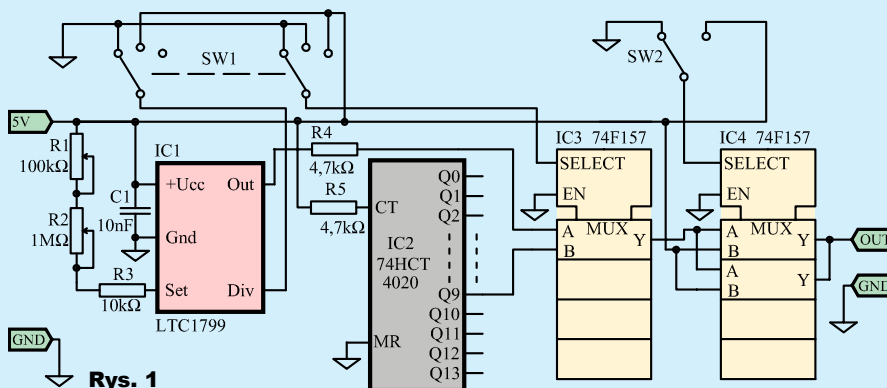 SW1
SW2
5V
R1
100kΩ
R2
1MΩ
C1
10nF
R3
10kΩ
IC1
+Ucc
Out
Gnd
Set
Div
LTC1799
R4
4,7kΩ
R5
4,7kΩ
CT
IC2
74HCT
4020
MR
Q0
Q1
Q2
Q9
Q10
Q11
Q12
Q13
IC3 74F157
SELECT
EN
MUX
A
B
Y
IC4 74F157
SELECT
EN
MUX
A
B
Y
A
B
Y
OUT
GND
GND
Rys. 1